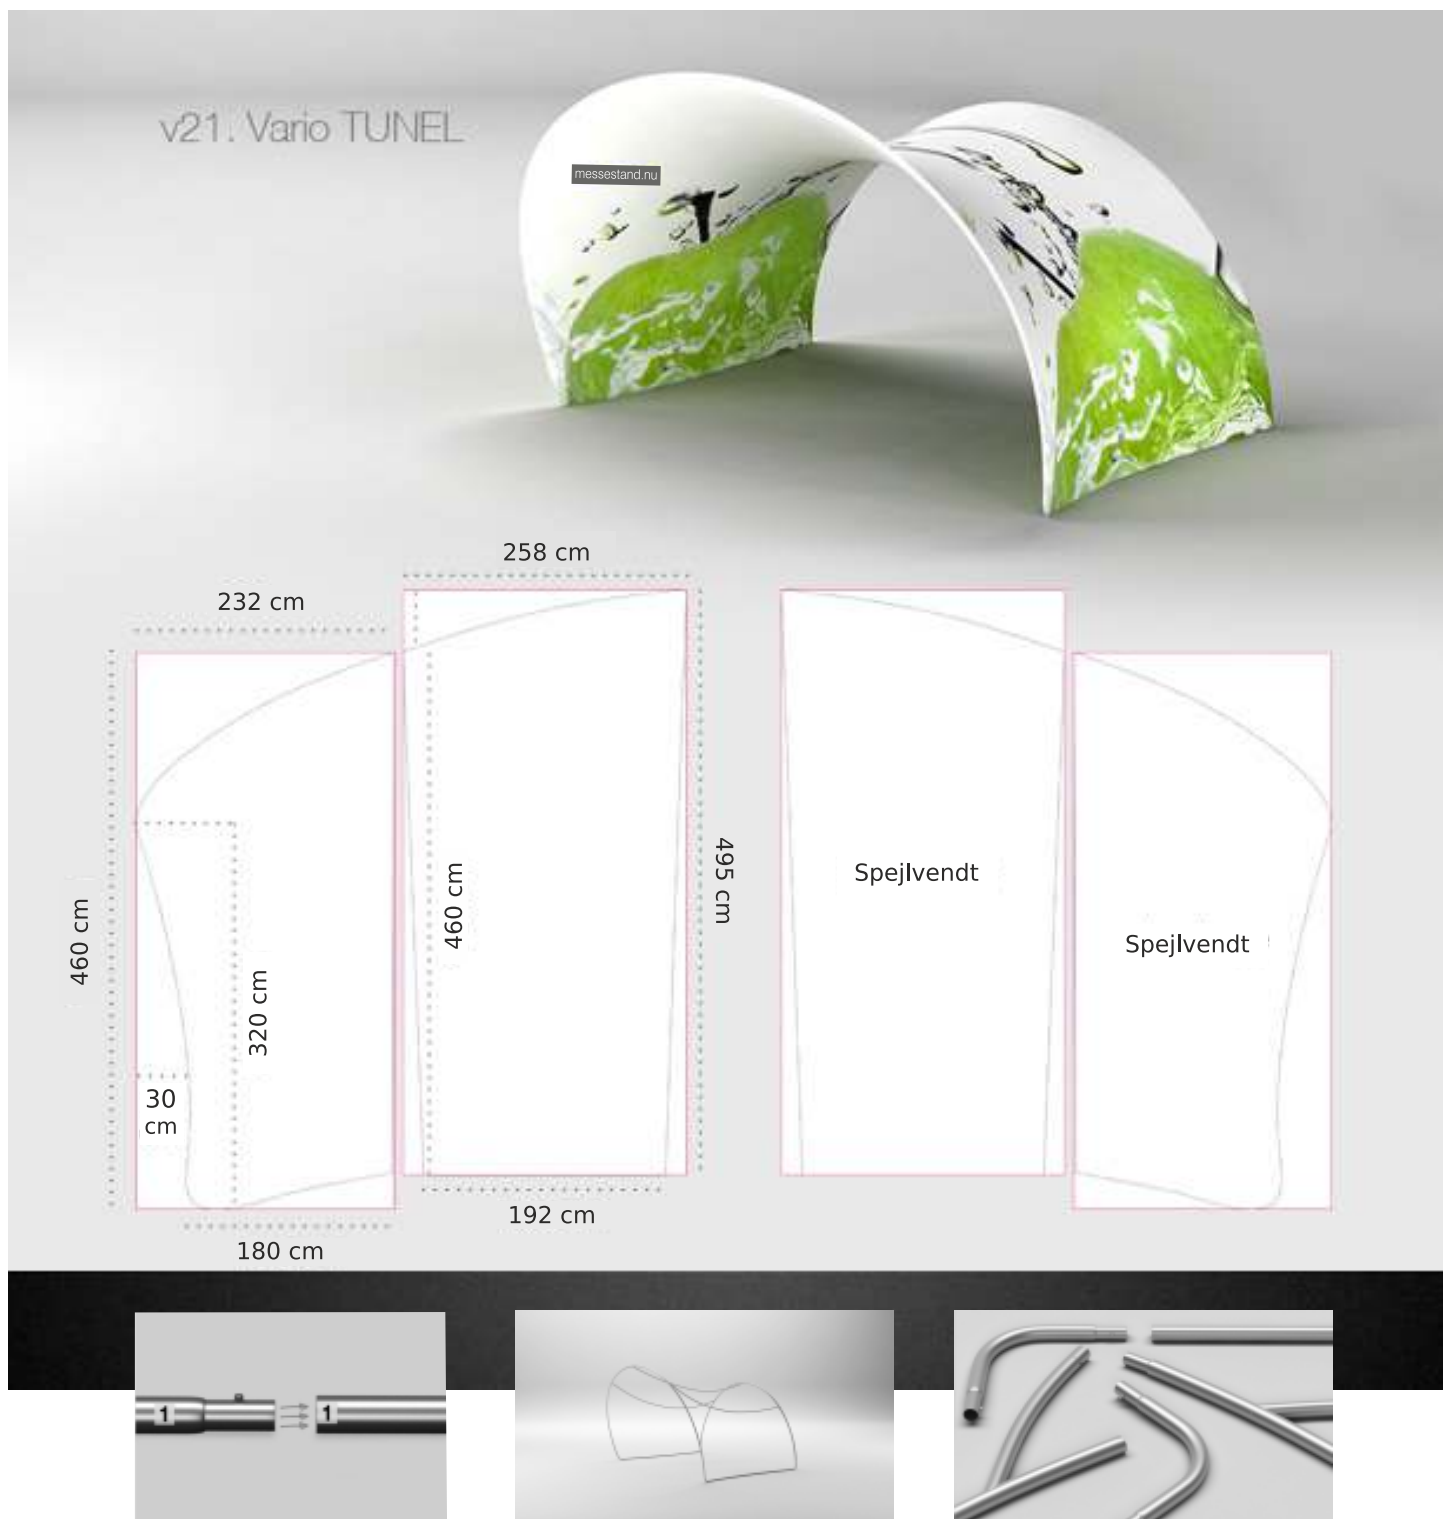 v21. Vario TUNEL
messestand.nu
258 cm
232 cm
460 cm
460 cm
495 cm
320 cm
30
cm
192 cm
180 cm
Spejlvendt
Spejlvendt
1
1